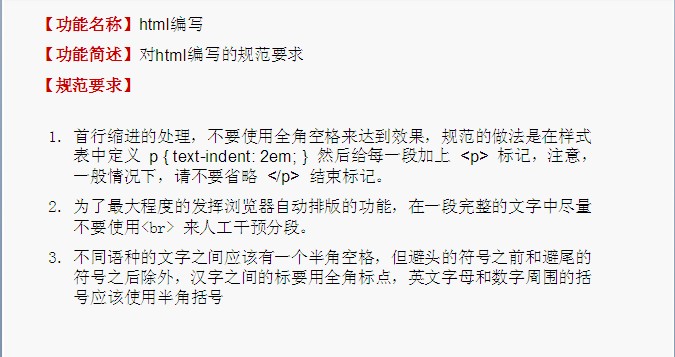 【功能名称】html编写
【功能简述】对html编写的规范要求
【规范要求】
1. 首行缩进的处理，不要使用全角空格来达到效果，规范的做法是在样式
表中定义 p { text-indent: 2em; } 然后给每一段加上 <p> 标记，注意，
一般情况下，请不要省略 </p> 结束标记。
2. 为了最大程度的发挥浏览器自动排版的功能，在一段完整的文字中尽量
不要使用<br> 来人工干预分段。
3. 不同语种的文字之间应该有一个半角空格，但避头的符号之前和避尾的
符号之后除外，汉字之间的标要用全角标点，英文字母和数字周围的括
号应该使用半角括号